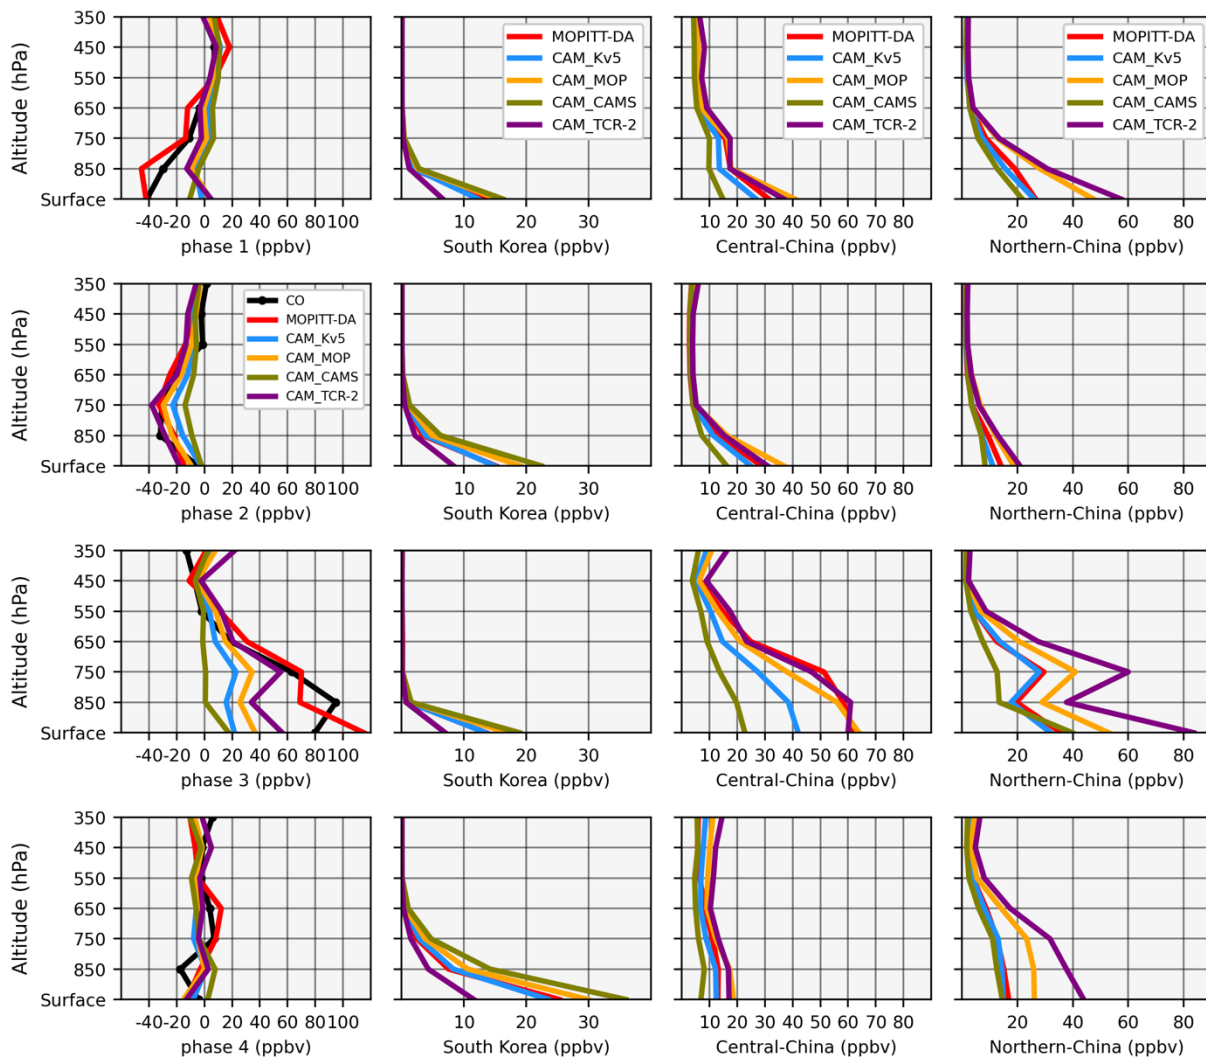 Altitude (hPa)
350
450
550
650
750
850
Surface
-40 -20 0 20 40 60 80 100
phase 1 (ppbv)
MOPITT-DA
CAM_Kv5
CAM_MOP
CAM_CAMS
CAM_TCR-2
10 20 30
South Korea (ppbv)
MOPITT-DA
CAM_Kv5
CAM_MOP
CAM_CAMS
CAM_TCR-2
10 20 30 40 50 60 70 80
Central-China (ppbv)
MOPITT-DA
CAM_Kv5
CAM_MOP
CAM_CAMS
CAM_TCR-2
20 40 60 80
Northern-China (ppbv)
Altitude (hPa)
350
450
550
650
750
850
Surface
CO
MOPITT-DA
CAM_Kv5
CAM_MOP
CAM_CAMS
CAM_TCR-2
-40 -20 0 20 40 60 80 100
phase 2 (ppbv)
10 20 30
South Korea (ppbv)
10 20 30 40 50 60 70 80
Central-China (ppbv)
20 40 60 80
Northern-China (ppbv)
Altitude (hPa)
350
450
550
650
750
850
Surface
-40 -20 0 20 40 60 80 100
phase 3 (ppbv)
10 20 30
South Korea (ppbv)
10 20 30 40 50 60 70 80
Central-China (ppbv)
20 40 60 80
Northern-China (ppbv)
Altitude (hPa)
350
450
550
650
750
850
Surface
-40 -20 0 20 40 60 80 100
phase 4 (ppbv)
10 20 30
South Korea (ppbv)
10 20 30 40 50 60 70 80
Central-China (ppbv)
20 40 60 80
Northern-China (ppbv)